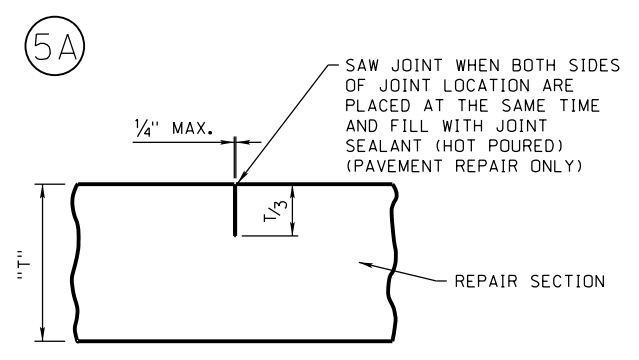 5A
SAW JOINT WHEN BOTH SIDES
OF JOINT LOCATION ARE
PLACED AT THE SAME TIME
AND FILL WITH JOINT
SEALANT (HOT POURED)
(PAVEMENT REPAIR ONLY)
1/4" MAX.
T/3
"T"
REPAIR SECTION